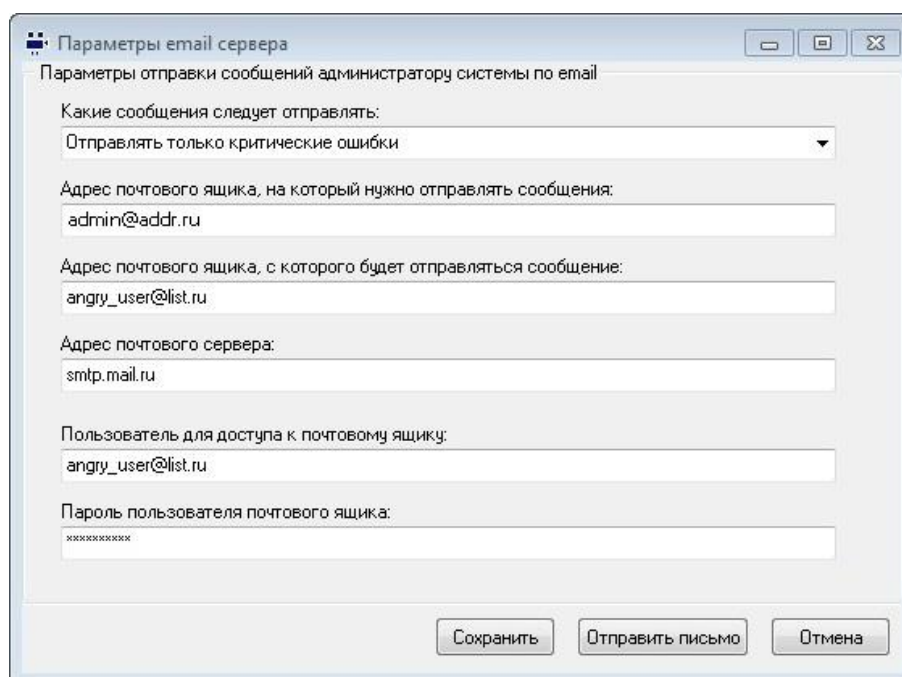 Параметры email сервера
Параметры отправки сообщений администратору системы по email
Какие сообщения следует отправлять:
Отправлять только критические ошибки
Адрес почтового ящика, на который нужно отправлять сообщения:
admin@addr.ru
Адрес почтового ящика, с которого будет отправляться сообщение:
angry_user@list.ru
Адрес почтового сервера:
smtp.mail.ru
Пользователь для доступа к почтовому ящику:
angry_user@list.ru
Пароль пользователя почтового ящика:
**********
Сохранить Отправить письмо Отмена